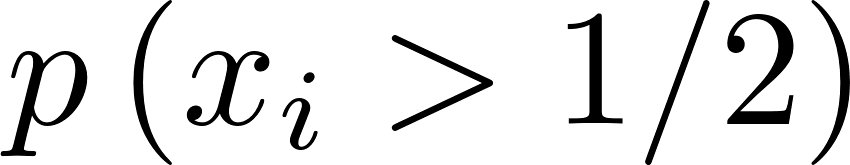 p (x_i > 1/2)